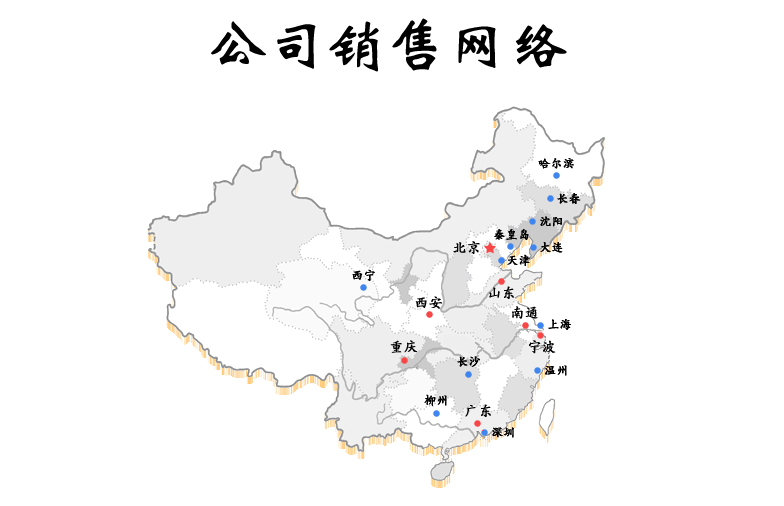 公司销售网络
哈尔滨
长春
沈阳
秦皇岛
北京
大连
天津
西宁
山东
西安
南通
上海
重庆
宁波
长沙
温州
柳州
广东
深圳